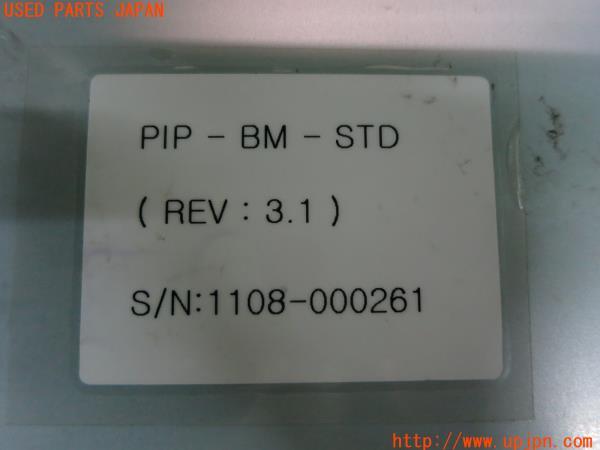 USED PARTS JAPAN
PIP - BM - STD
( REV : 3.1 )
S/N:1108-000261
http://www.upjpn.com